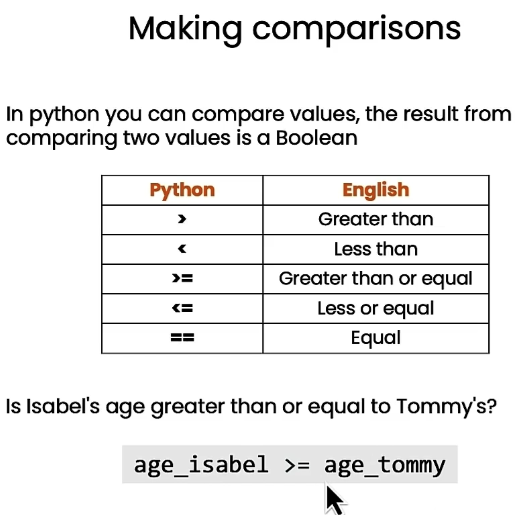 Making comparisons
In python you can compare values, the result from
comparing two values is a Boolean
Python English
> Greater than
< Less than
>= Greater than or equal
<= Less or equal
== Equal
Is Isabel's age greater than or equal to Tommy's?
age_isabel >= age_tommy